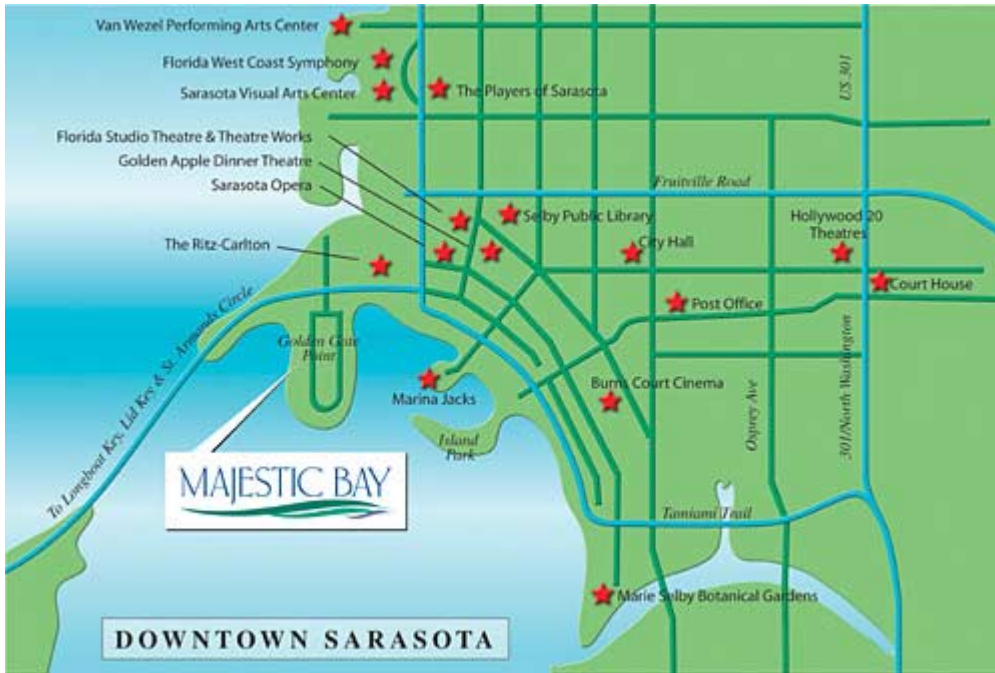 Van Wezel Performing Arts Center
Florida West Coast Symphony
Sarasota Visual Arts Center
The Players of Sarasota
US 301
Florida Studio Theatre & Theatre Works
Golden Apple Dinner Theatre
Sarasota Opera
Fruitville Road
Selby Public Library
Hollywood 20
Theatres
The Ritz-Carlton
City Hall
Court House
Post Office
To Longboat Key, Lid Key & St. Armands Circle
Golden Gate
Point
301/North Washington
Marina Jacks
Burns Court Cinema
Osprey Ave
Island
Park
MAJESTIC BAY
Tamiami Trail
Marie Selby Botanical Gardens
DOWNTOWN SARASOTA